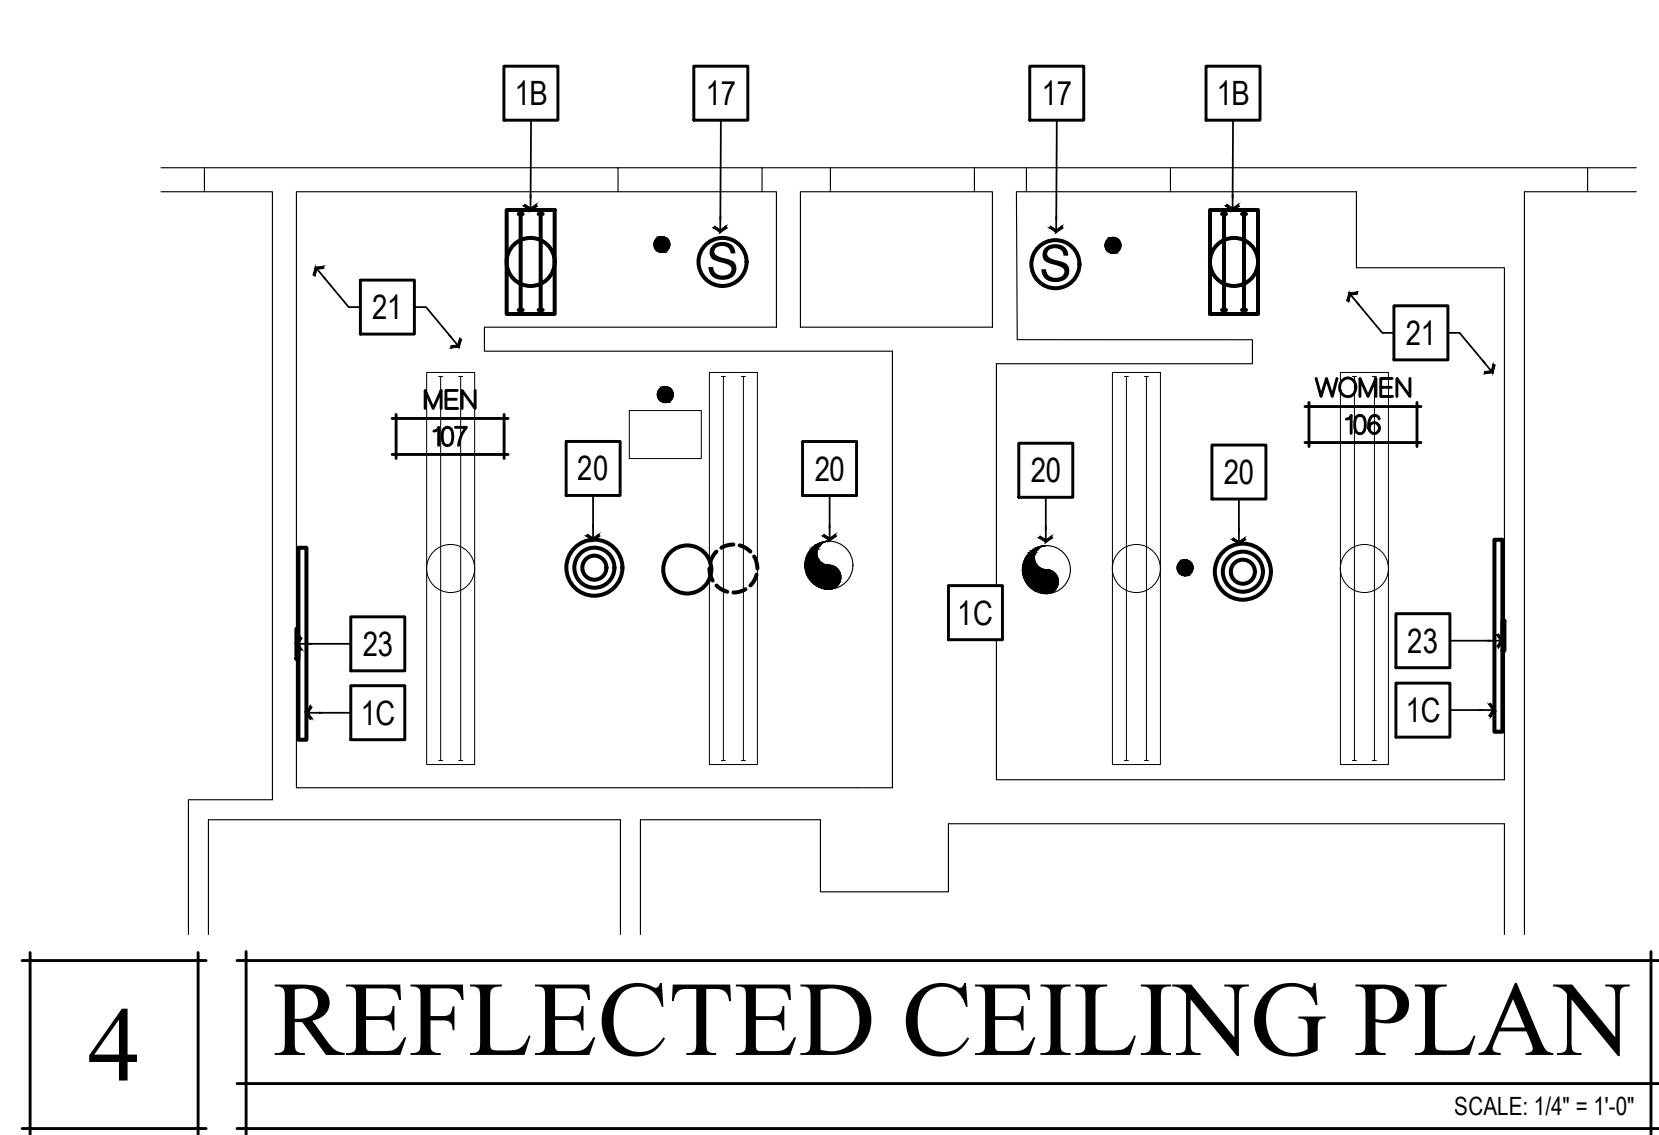 1B 17 17 1B
S S
21 21
MEN WOMEN
107 106
20 20 20 20
1C
23 23
1C 1C
4 REFLECTED CEILING PLAN
SCALE: 1/4" = 1'-0"